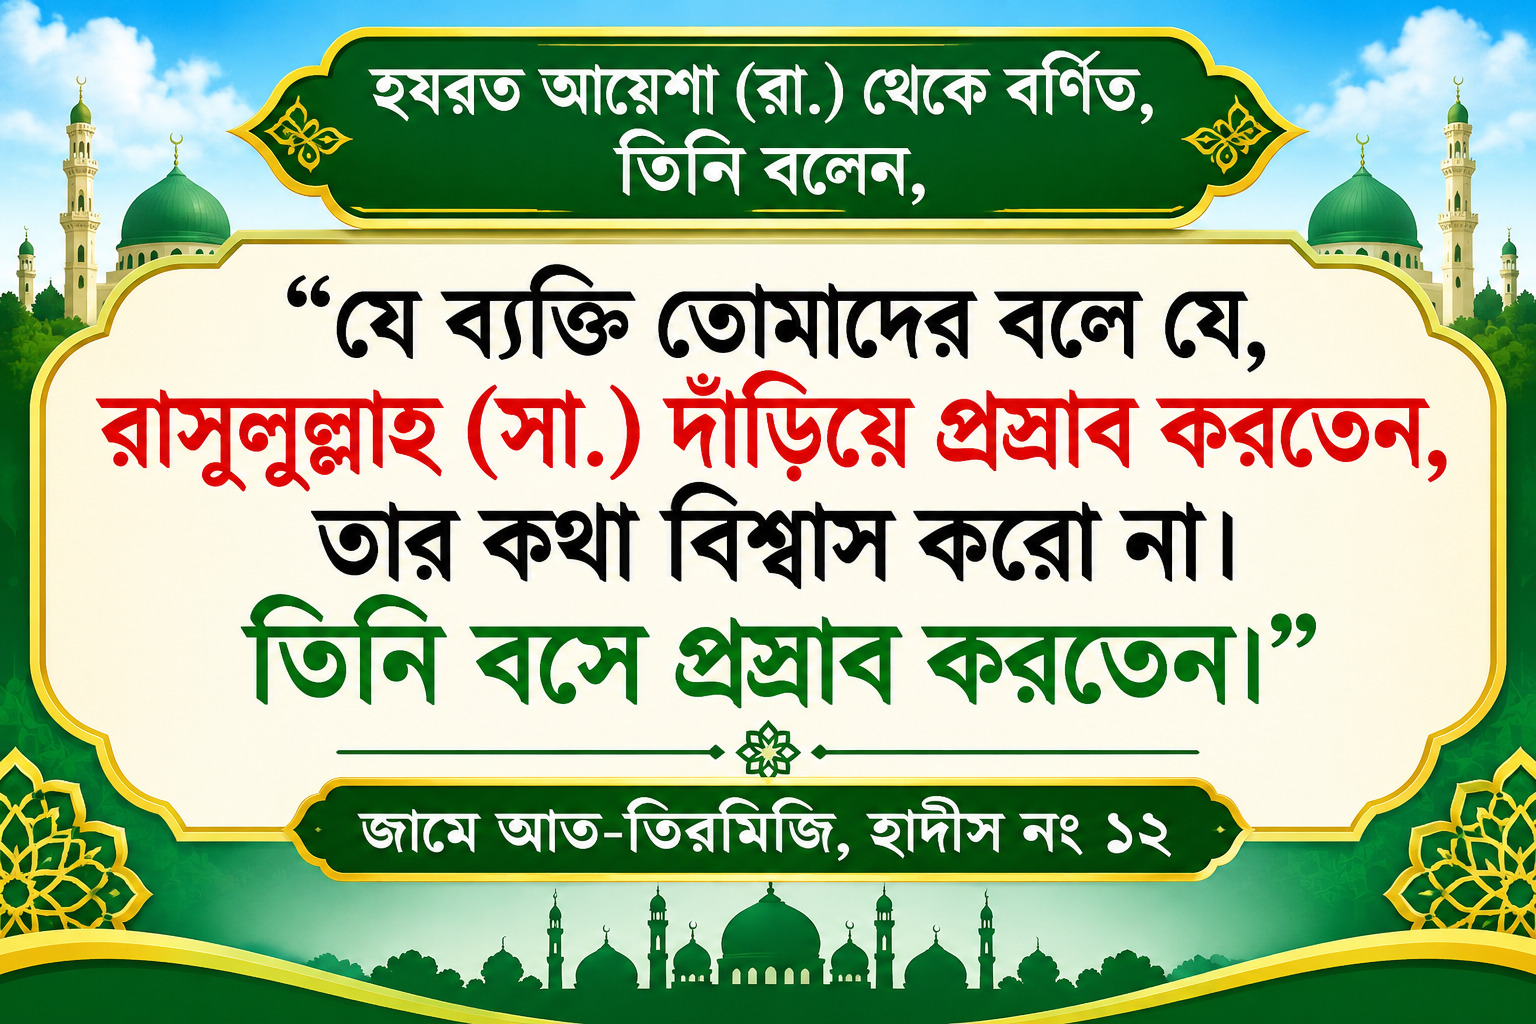 হযরত আয়েশা (রা.) থেকে বর্ণিত,
তিনি বলেন,
“যে ব্যক্তি তোমাদের বলে যে,
রাসুলুল্লাহ (সা.) দাঁড়িয়ে প্রস্রাব করতেন,
তার কথা বিশ্বাস করো না।
তিনি বসে প্রস্রাব করতেন।”
জামে আত-তিরমিজি, হাদীস নং ১২